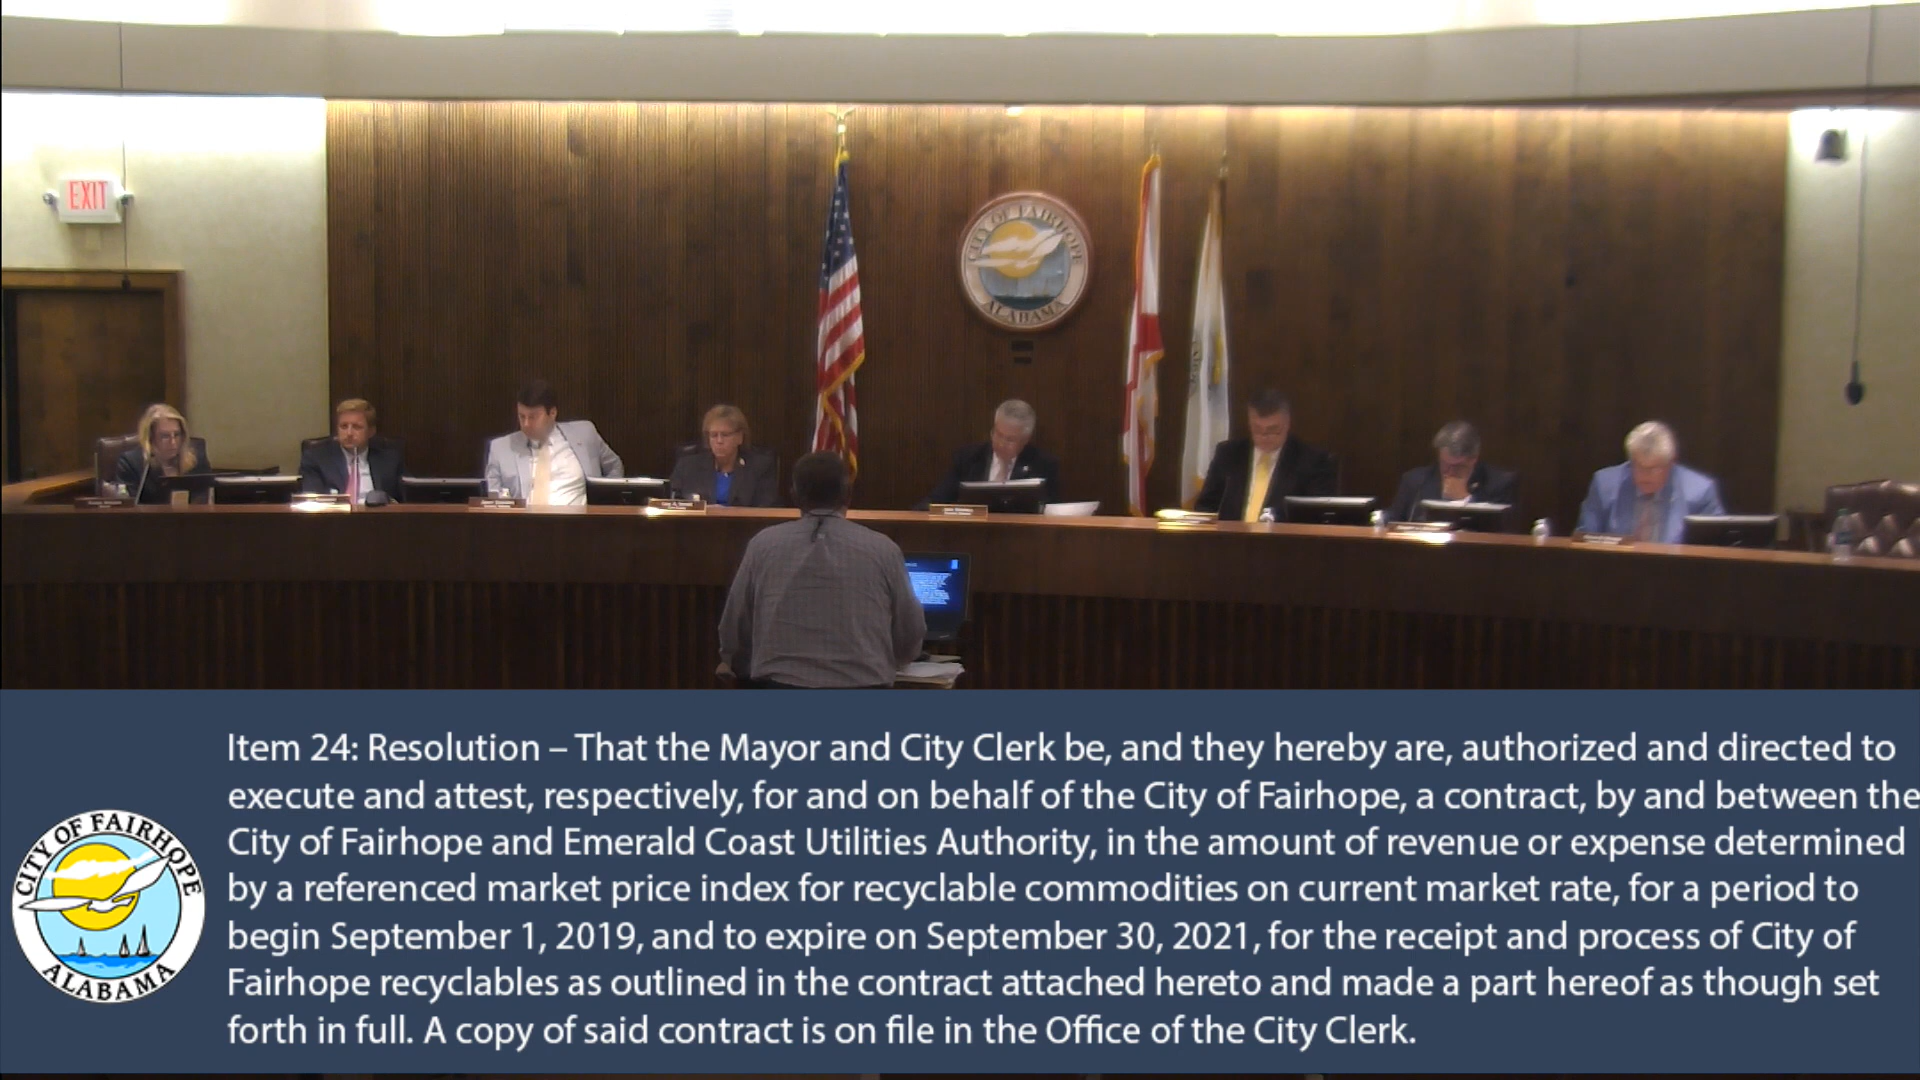 EXIT
CITY OF FAIRHOPE
ALABAMA
Item 24: Resolution – That the Mayor and City Clerk be, and they hereby are, authorized and directed to
execute and attest, respectively, for and on behalf of the City of Fairhope, a contract, by and between the
City of Fairhope and Emerald Coast Utilities Authority, in the amount of revenue or expense determined
by a referenced market price index for recyclable commodities on current market rate, for a period to
begin September 1, 2019, and to expire on September 30, 2021, for the receipt and process of City of
Fairhope recyclables as outlined in the contract attached hereto and made a part hereof as though set
forth in full. A copy of said contract is on file in the Office of the City Clerk.
CITY OF FAIRHOPE
ALABAMA